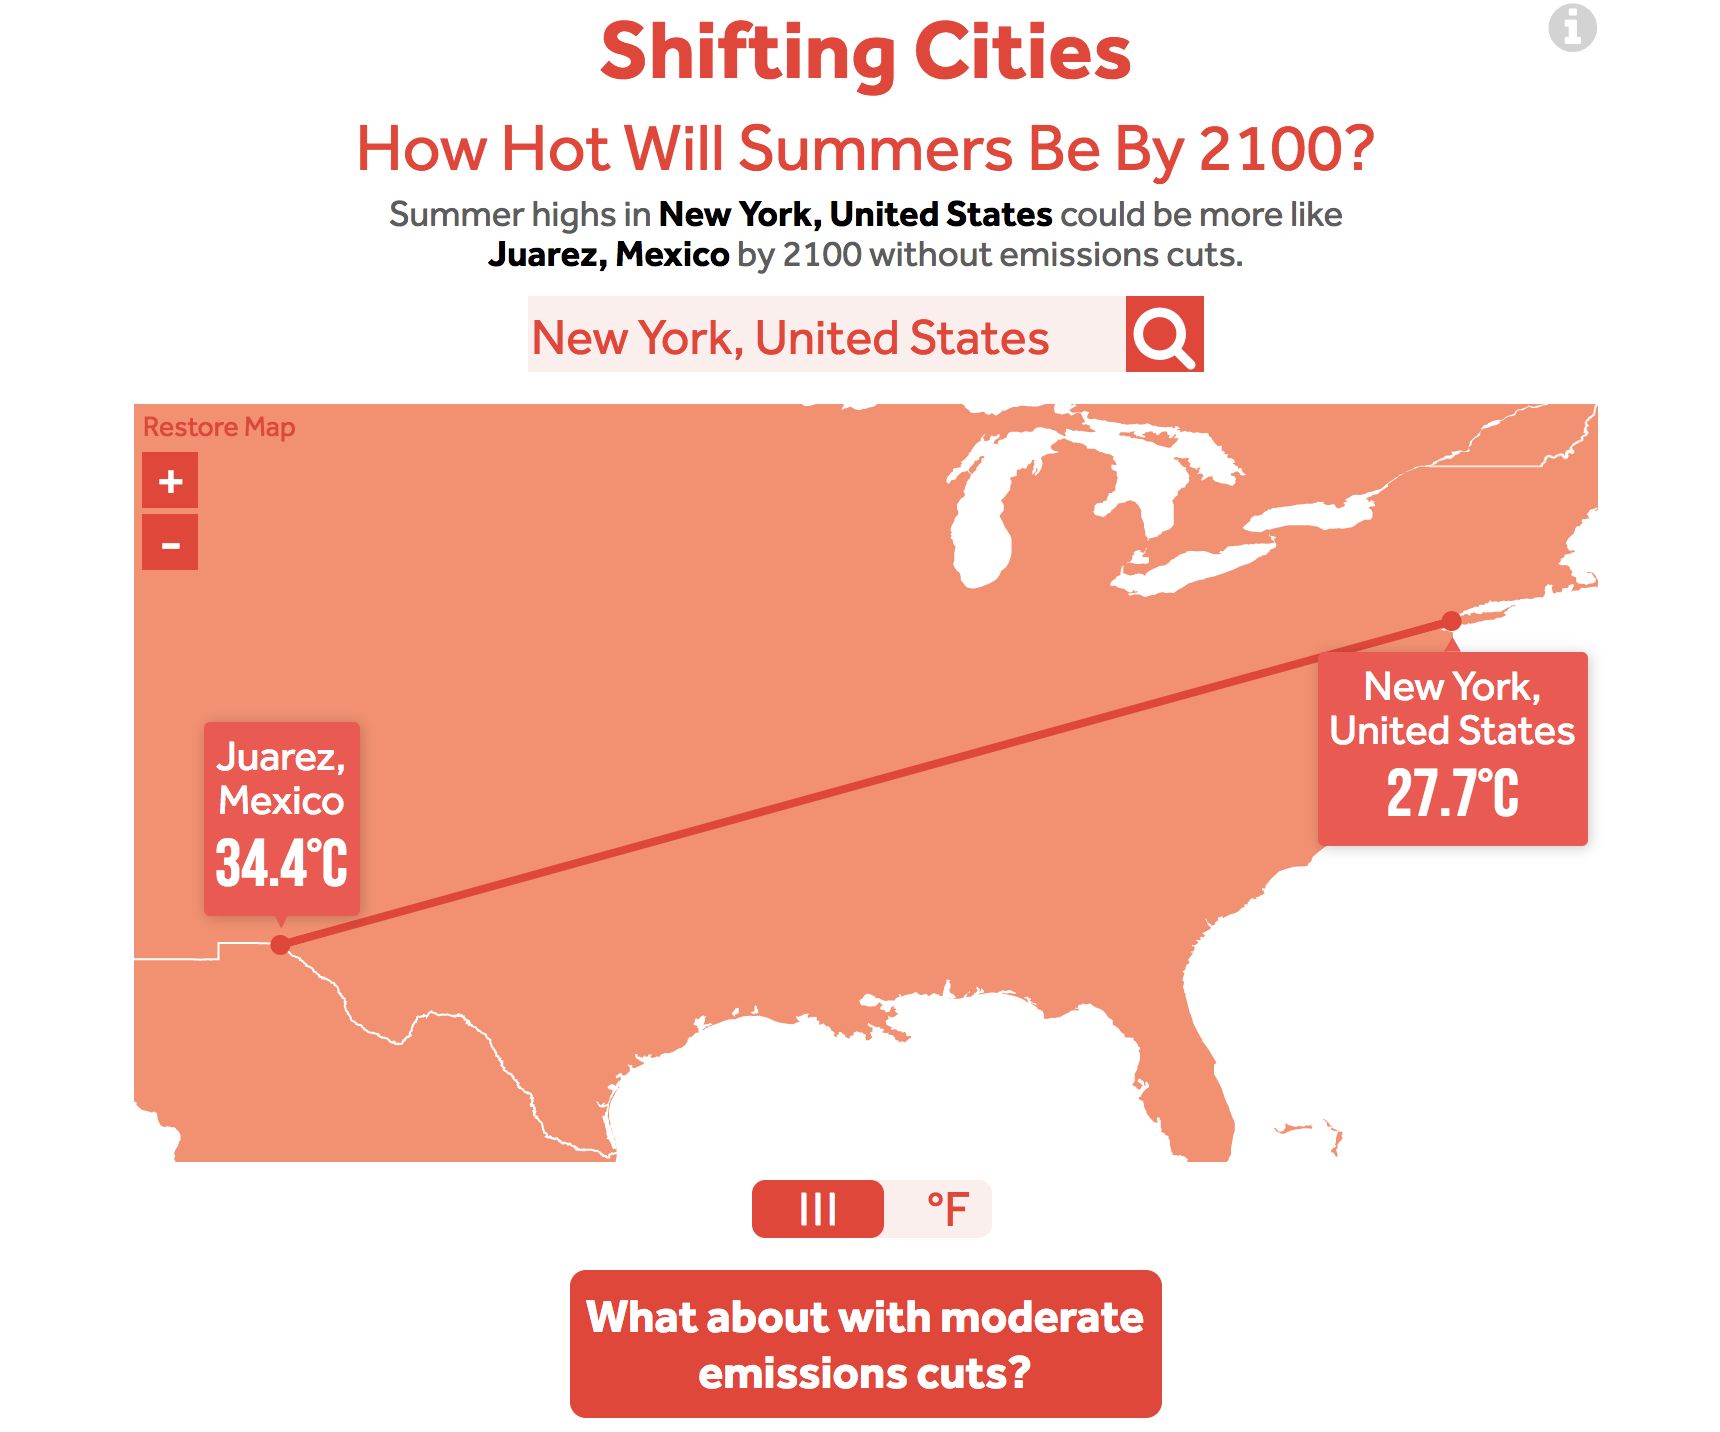 Shifting Cities
How Hot Will Summers Be By 2100?
Summer highs in New York, United States could be more like
Juarez, Mexico by 2100 without emissions cuts.
New York, United States
Restore Map
+
-
New York,
United States
27.7°C
Juarez,
Mexico
34.4°C
°F
What about with moderate
emissions cuts?